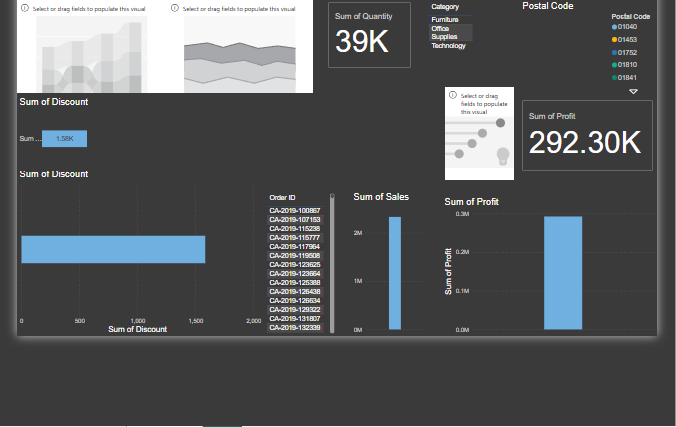 Select or drag fields to populate this visual
Select or drag fields to populate this visual
Sum of Quantity
39K
Category
Furniture
Office
Supplies
Technology
Postal Code
Postal Code
01040
01453
01752
01810
01841
Sum of Discount
Sum ...
1.58K
Select or drag
fields to populate
this visual
Sum of Profit
292.30K
Sum of Discount
0
500
1,000
1,500
2,000
Sum of Discount
Order ID
CA-2019-100867
CA-2019-107153
CA-2019-115238
CA-2019-115777
CA-2019-117964
CA-2019-119508
CA-2019-123625
CA-2019-123664
CA-2019-125388
CA-2019-126438
CA-2019-126634
CA-2019-129322
CA-2019-131807
CA-2019-132339
Sum of Sales
2M
1M
0M
Sum of Profit
Sum of Profit
0.3M
0.2M
0.1M
0.0M